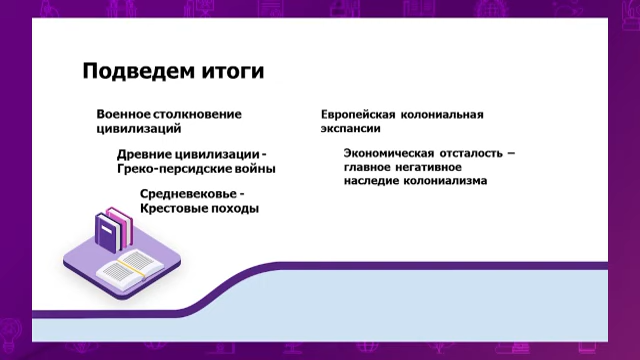 Подведем итоги
Военное столкновение
цивилизаций
Древние цивилизации -
Греко-персидские войны
Средневековье -
Крестовые походы
Европейская колониальная
экспансии
Экономическая отсталость –
главное негативное
наследие колониализма